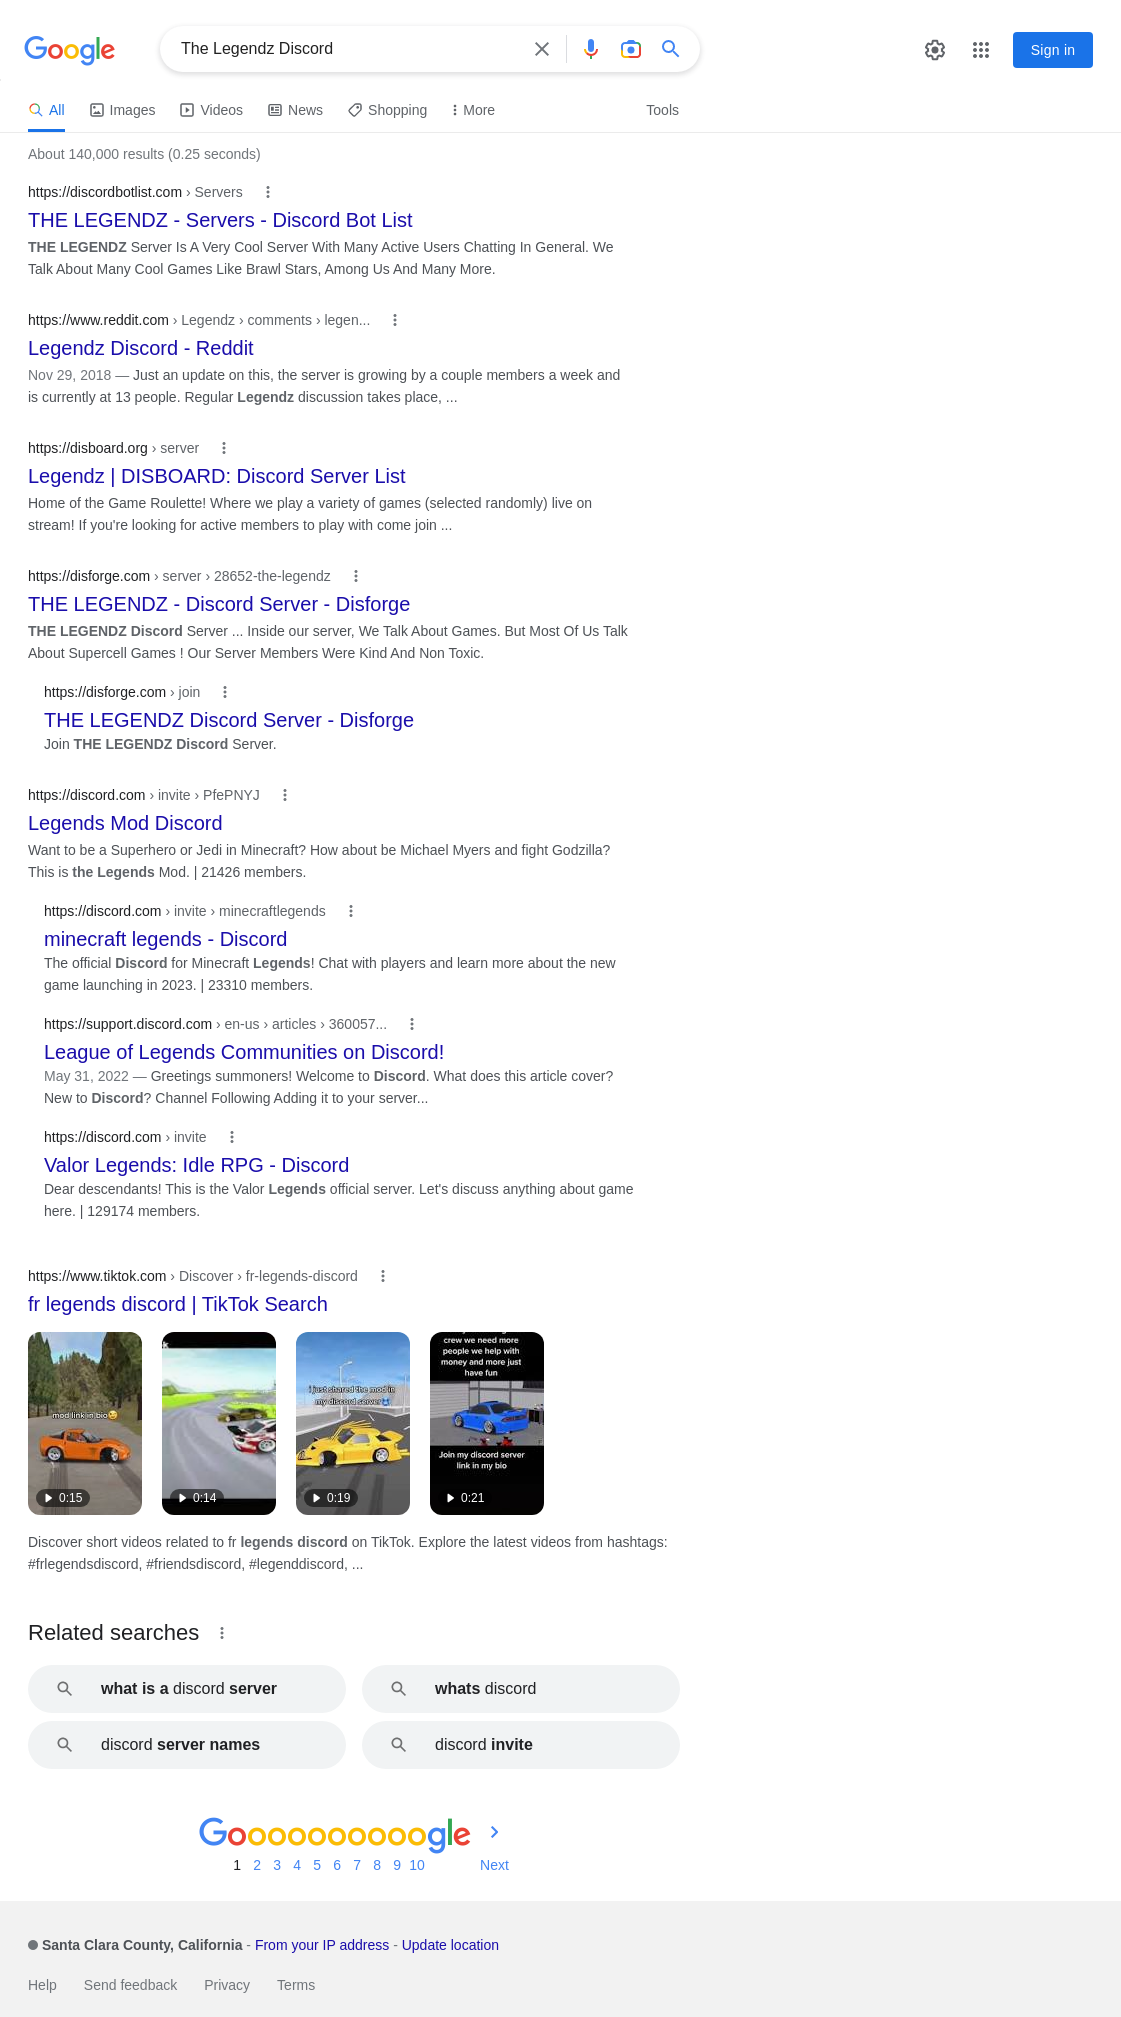 Google
The Legendz Discord
Sign in
All
Images
Videos
News
Shopping
More
Tools
About 140,000 results (0.25 seconds)
https://discordbotlist.com › Servers
THE LEGENDZ - Servers - Discord Bot List
THE LEGENDZ Server Is A Very Cool Server With Many Active Users Chatting In General. We
Talk About Many Cool Games Like Brawl Stars, Among Us And Many More.
https://www.reddit.com › Legendz › comments › legen...
Legendz Discord - Reddit
Nov 29, 2018 — Just an update on this, the server is growing by a couple members a week and
is currently at 13 people. Regular Legendz discussion takes place, ...
https://disboard.org › server
Legendz | DISBOARD: Discord Server List
Home of the Game Roulette! Where we play a variety of games (selected randomly) live on
stream! If you're looking for active members to play with come join ...
https://disforge.com › server › 28652-the-legendz
THE LEGENDZ - Discord Server - Disforge
THE LEGENDZ Discord Server ... Inside our server, We Talk About Games. But Most Of Us Talk
About Supercell Games ! Our Server Members Were Kind And Non Toxic.
https://disforge.com › join
THE LEGENDZ Discord Server - Disforge
Join THE LEGENDZ Discord Server.
https://discord.com › invite › PfePNYJ
Legends Mod Discord
Want to be a Superhero or Jedi in Minecraft? How about be Michael Myers and fight Godzilla?
This is the Legends Mod. | 21426 members.
https://discord.com › invite › minecraftlegends
minecraft legends - Discord
The official Discord for Minecraft Legends! Chat with players and learn more about the new
game launching in 2023. | 23310 members.
https://support.discord.com › en-us › articles › 360057...
League of Legends Communities on Discord!
May 31, 2022 — Greetings summoners! Welcome to Discord. What does this article cover?
New to Discord? Channel Following Adding it to your server...
https://discord.com › invite
Valor Legends: Idle RPG - Discord
Dear descendants! This is the Valor Legends official server. Let's discuss anything about game
here. | 129174 members.
https://www.tiktok.com › Discover › fr-legends-discord
fr legends discord | TikTok Search
mod link in bio
0:15
0:14
i just shared the mod in
my discord server
0:19
crew we need more
people we help with
money and more just
have fun
Join my discord server
link in my bio
0:21
Discover short videos related to fr legends discord on TikTok. Explore the latest videos from hashtags:
#frlegendsdiscord, #friendsdiscord, #legenddiscord, ...
Related searches
what is a discord server
whats discord
discord server names
discord invite
Goooooooooogle
1 2 3 4 5 6 7 8 9 10 Next
Santa Clara County, California - From your IP address - Update location
Help Send feedback Privacy Terms